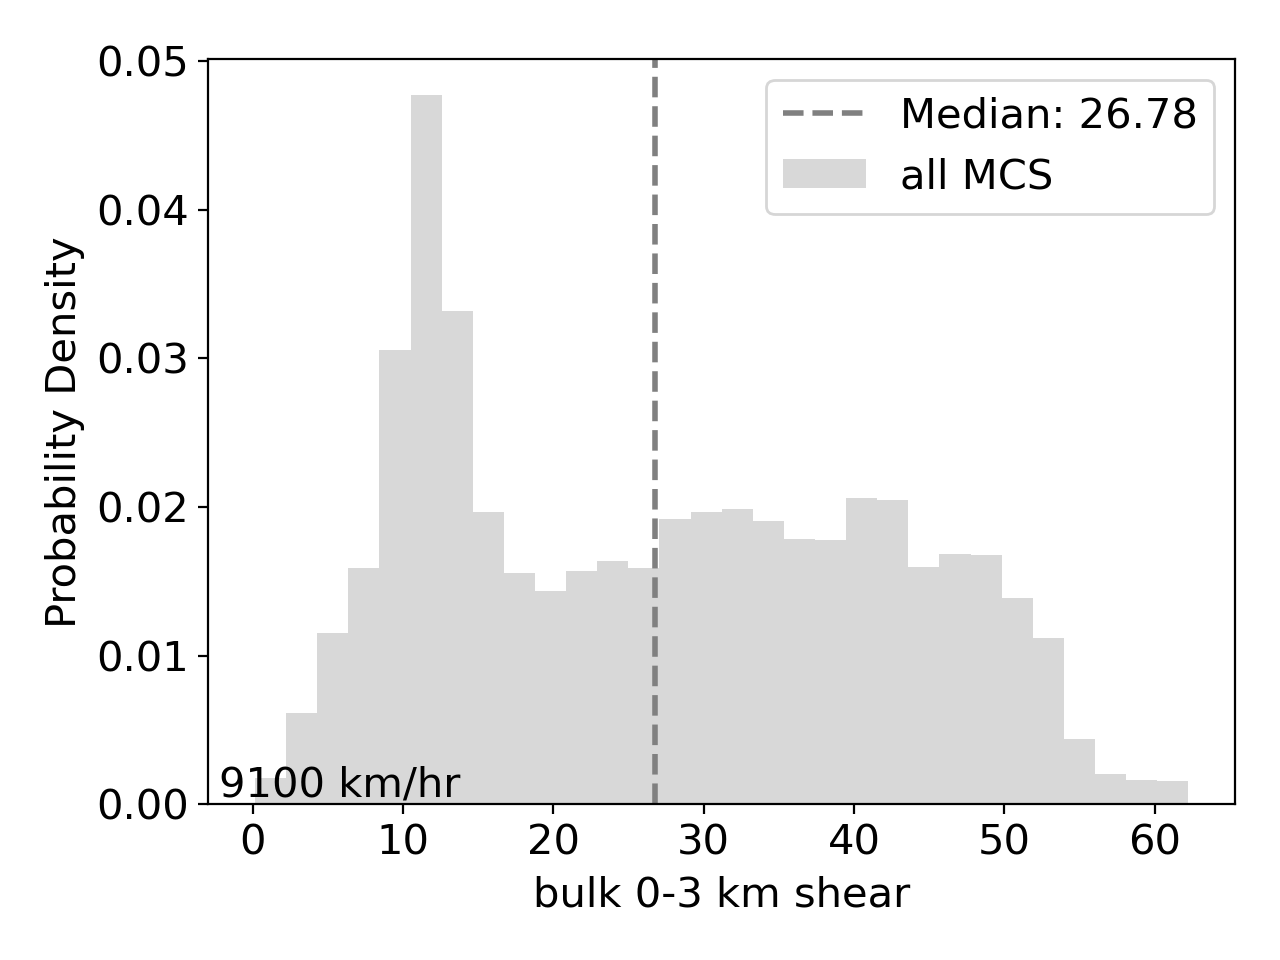 0.05
0.04
0.03
0.02
0.01
0.00
Probability Density
Median: 26.78
all MCS
9100 km/hr
0 10 20 30 40 50 60
bulk 0-3 km shear